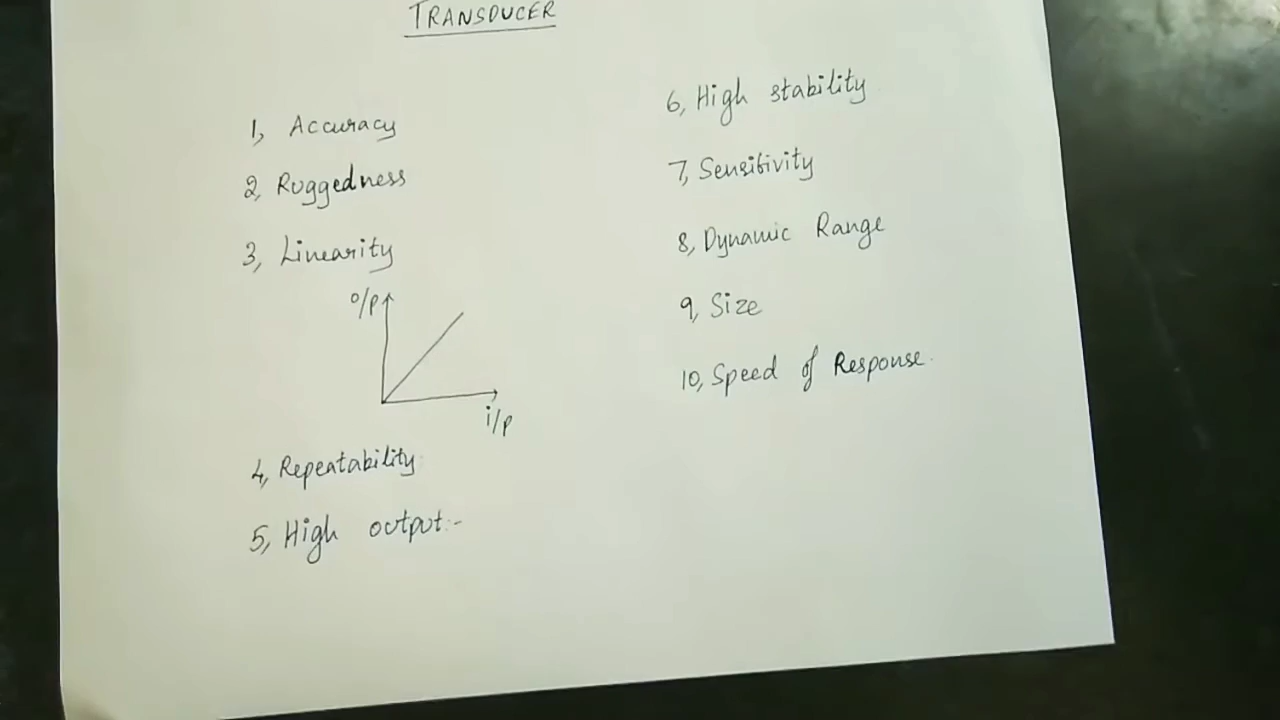 TRANSDUCER
1, Accuracy
2, Ruggedness
3, Linearity
o/p
i/p
4, Repeatability
5, High output:-
6, High stability
7, Sensitivity
8, Dynamic Range
9, Size
10, Speed of Response.